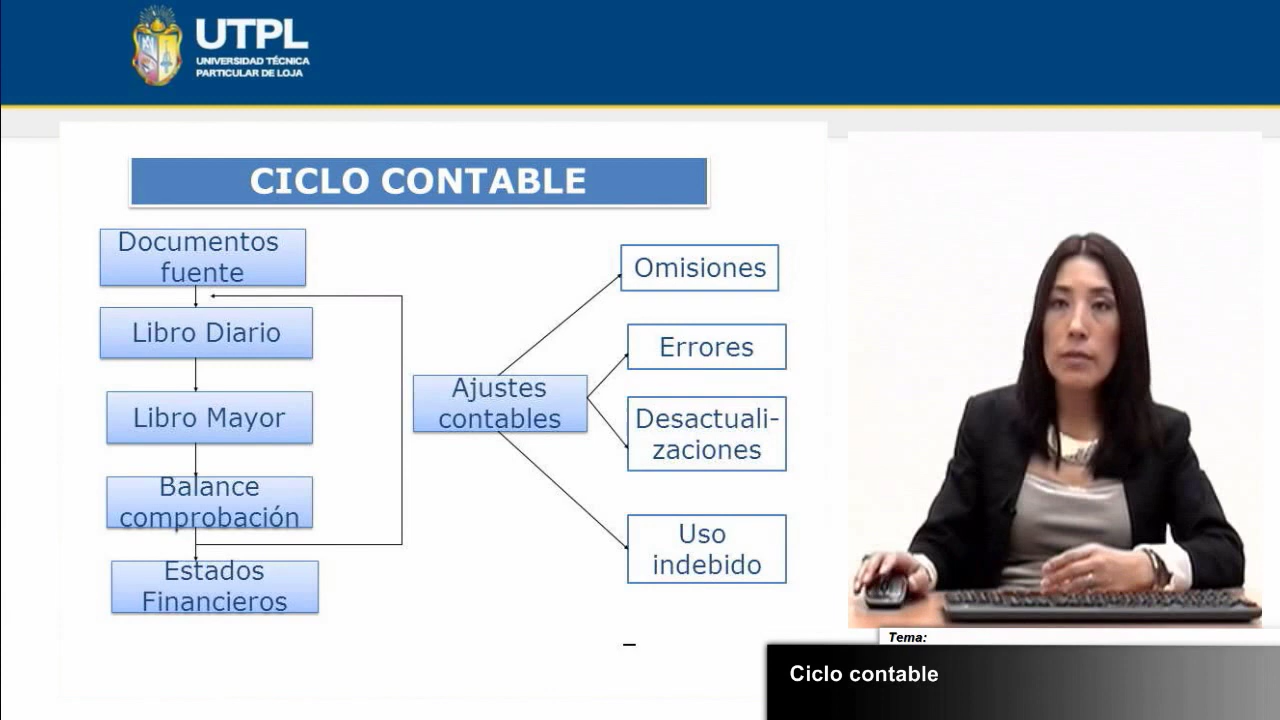 UTPL
UNIVERSIDAD TÉCNICA
PARTICULAR DE LOJA
CICLO CONTABLE
Documentos
fuente
Libro Diario
Libro Mayor
Balance
comprobación
Estados
Financieros
Ajustes
contables
Omisiones
Errores
Desactuali-
zaciones
Uso
indebido
Tema:
Ciclo contable